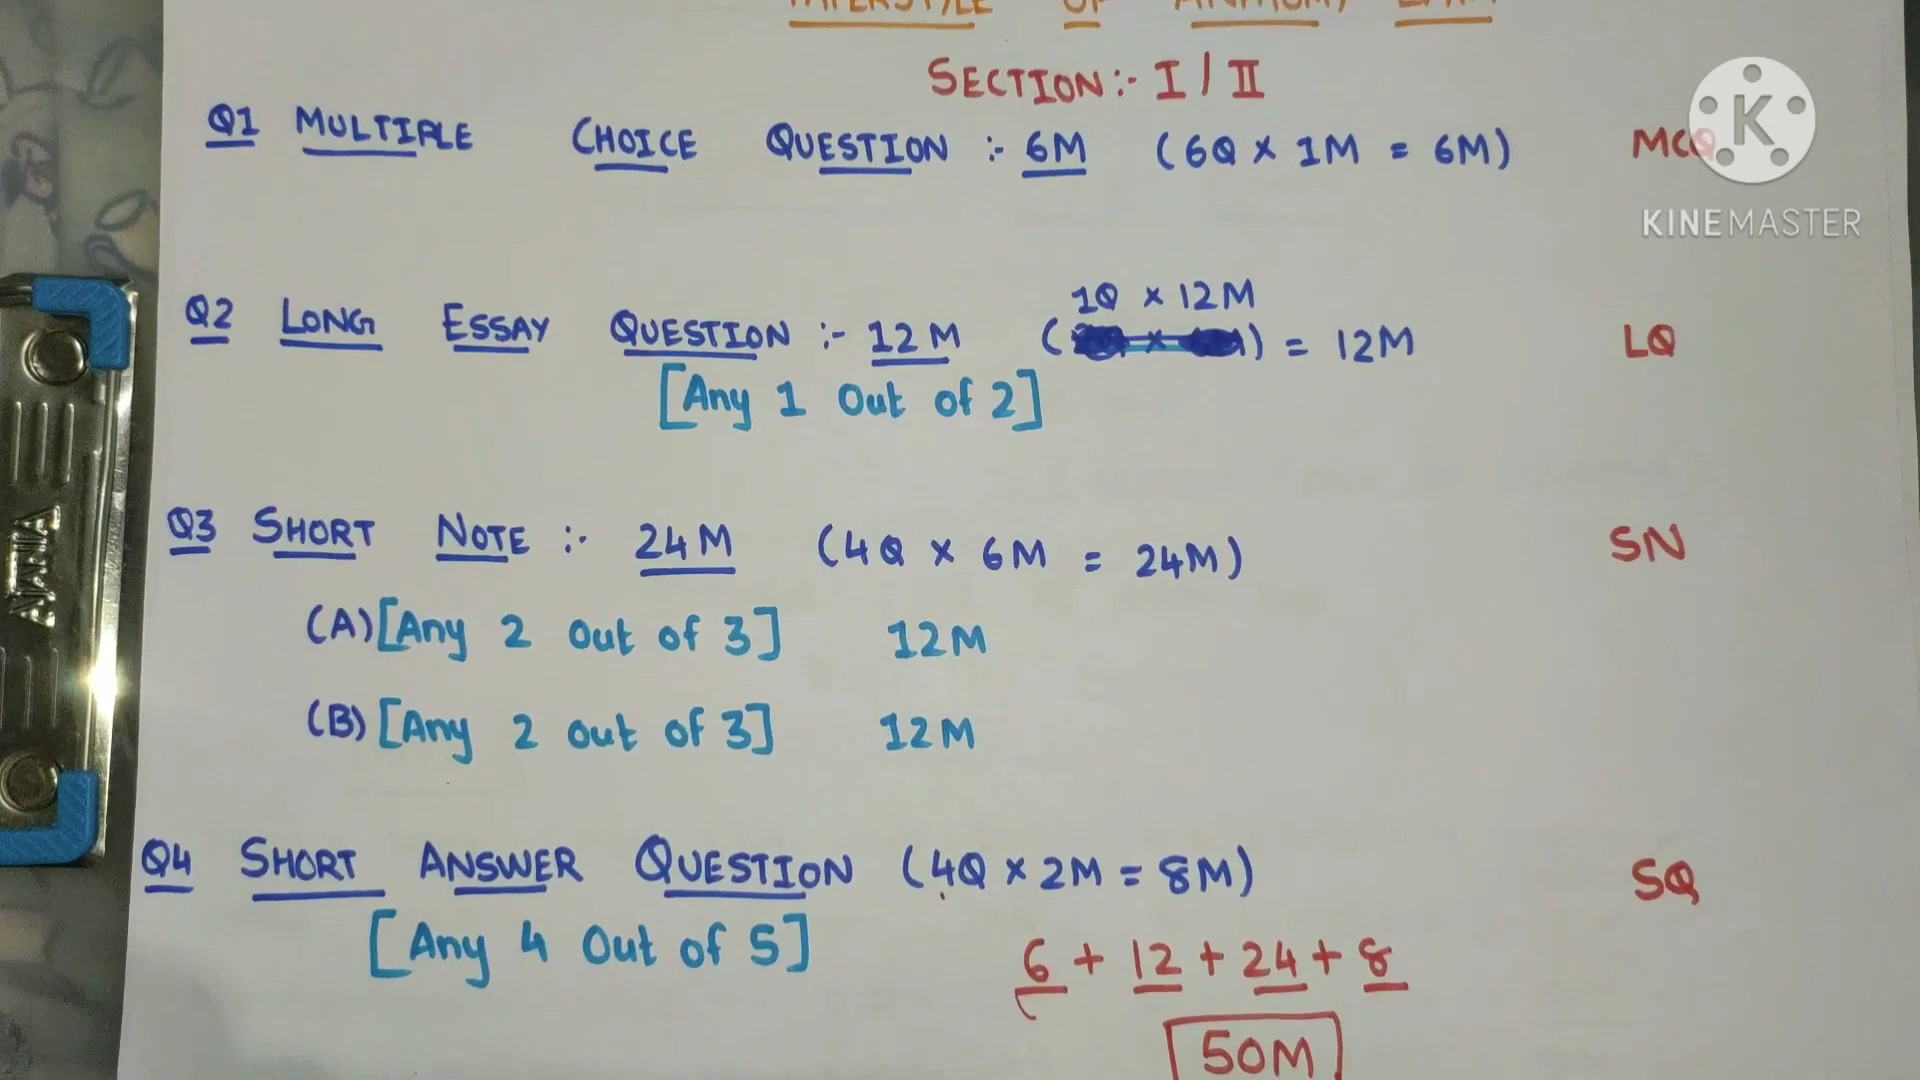 OF
SECTION:- I / II
Q1 MULTIPLE CHOICE QUESTION :- 6M (6Q x 1M = 6M) MCQ
K
KINEMASTER
1Q x 12M
Q2 LONG ESSAY QUESTION :- 12M ( ) = 12M LQ
[Any 1 Out of 2]
Q3 SHORT NOTE :- 24M (4Q x 6M = 24M) SN
(A) [Any 2 out of 3] 12M
(B) [Any 2 out of 3] 12M
Q4 SHORT ANSWER QUESTION (4Q x 2M = 8M) SQ
[Any 4 Out of 5]
6 + 12 + 24 + 8
50M